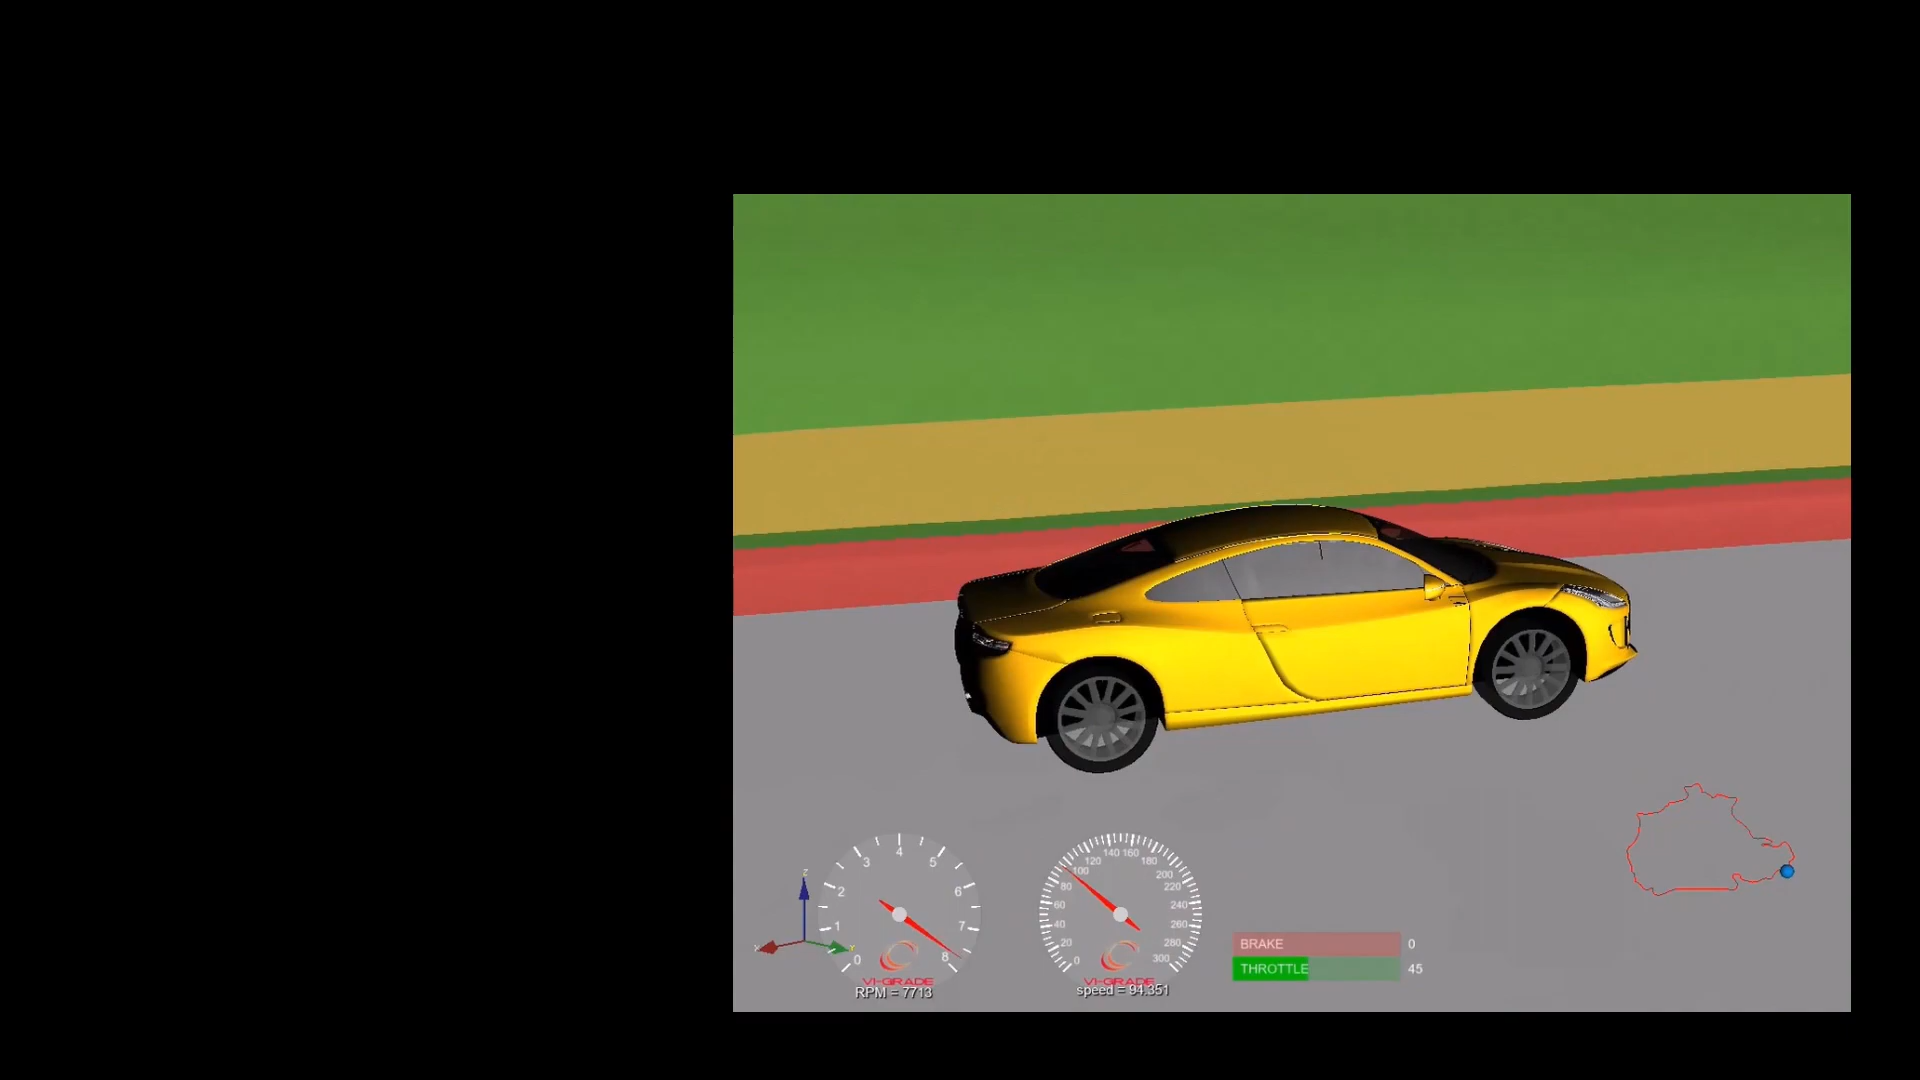 0 1 2 3 4 5 6 7 8
VI-GRADE
RPM = 7713
0 20 40 60 80 100 120 140 160 180 200 220 240 260 280 300
VI-GRADE
speed = 94.351
BRAKE 0
THROTTLE 45
Z
X
Y